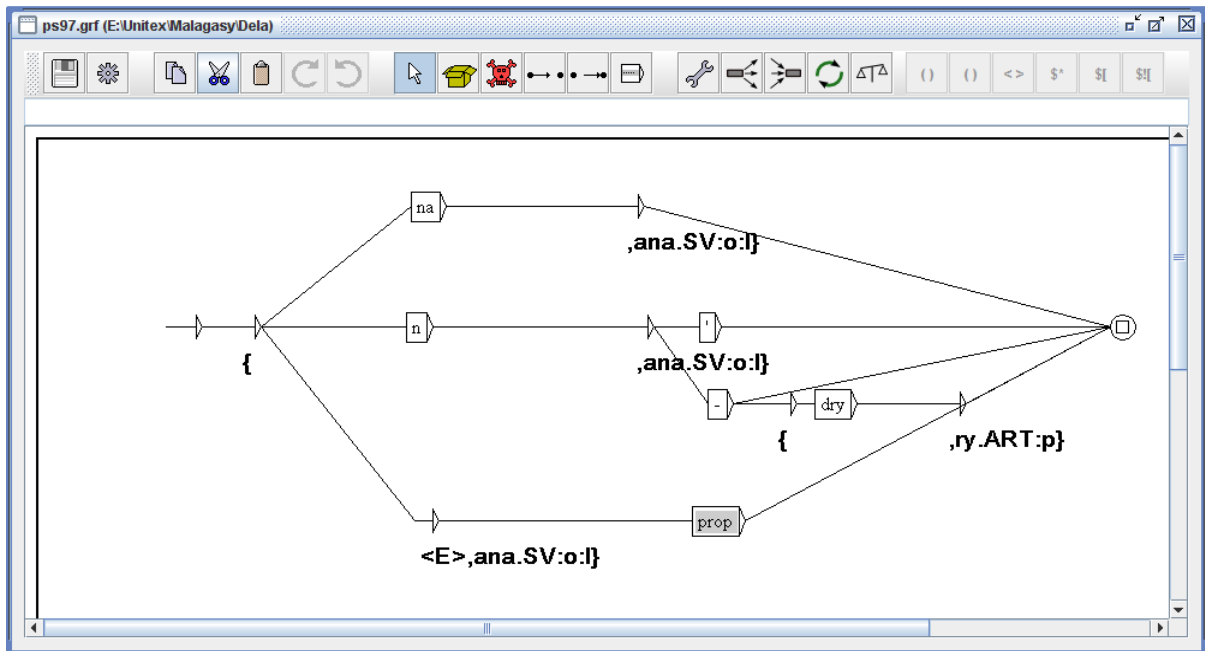 ps97.grf (E:\Unitex\Malagasy\Dela)
( ) ( ) < > $* $[ $![
na
,ana.SV:o:I}
n '
{ ,ana.SV:o:I}
- dry
{ ,ry.ART:p}
prop
<E>,ana.SV:o:I}